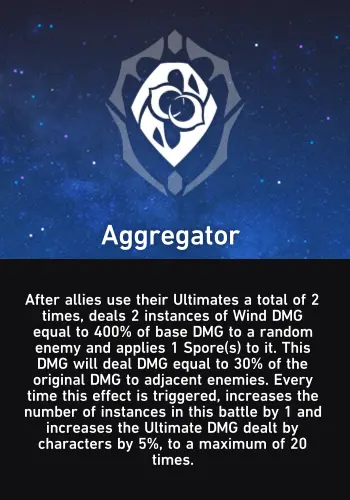 Aggregator
After allies use their Ultimates a total of 2
times, deals 2 instances of Wind DMG
equal to 400% of base DMG to a random
enemy and applies 1 Spore(s) to it. This
DMG will deal DMG equal to 30% of the
original DMG to adjacent enemies. Every
time this effect is triggered, increases the
number of instances in this battle by 1 and
increases the Ultimate DMG dealt by
characters by 5%, to a maximum of 20
times.